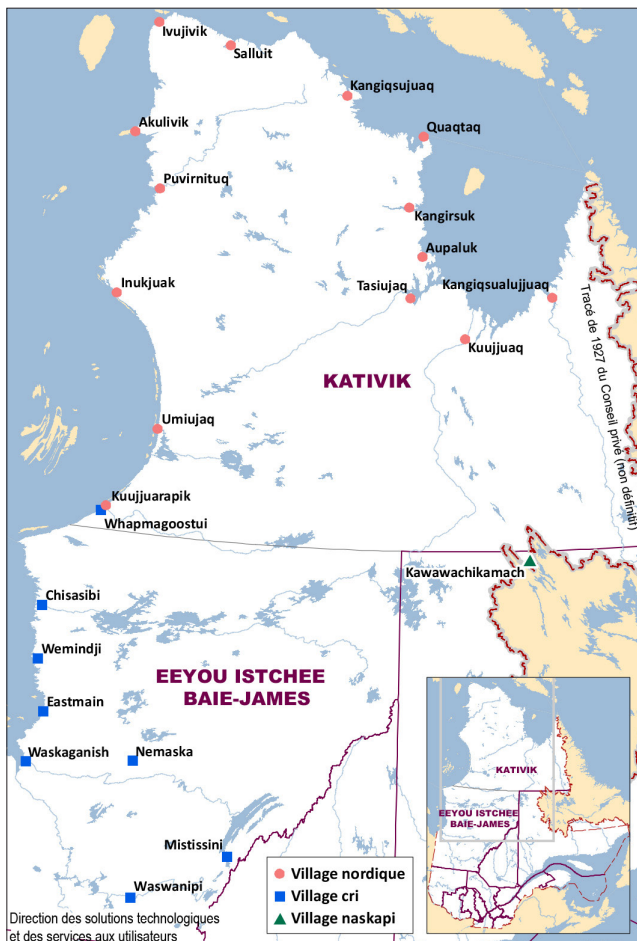 Ivujivik
Salluit
Kangiqsujuaq
Akulivik
Quaqtaq
Puvirnituq
Kangirsuk
Aupaluk
Inukjuak
Tasiujaq
Kangiqsualujjuaq
Kuujjuaq
Tracé de 1927 du Conseil privé (non définitif)
KATIVIK
Umiujaq
Kuujjuarapik
Whapmagoostui
Kawawachikamach
Chisasibi
Wemindji
EEYOU ISTCHEE
BAIE-JAMES
Eastmain
Waskaganish
Nemaska
Mistissini
Waswanipi
KATIVIK
EEYOU ISTCHEE
BAIE-JAMES
Village nordique
Village cri
Village naskapi
Direction des solutions technologiques
et des services aux utilisateurs